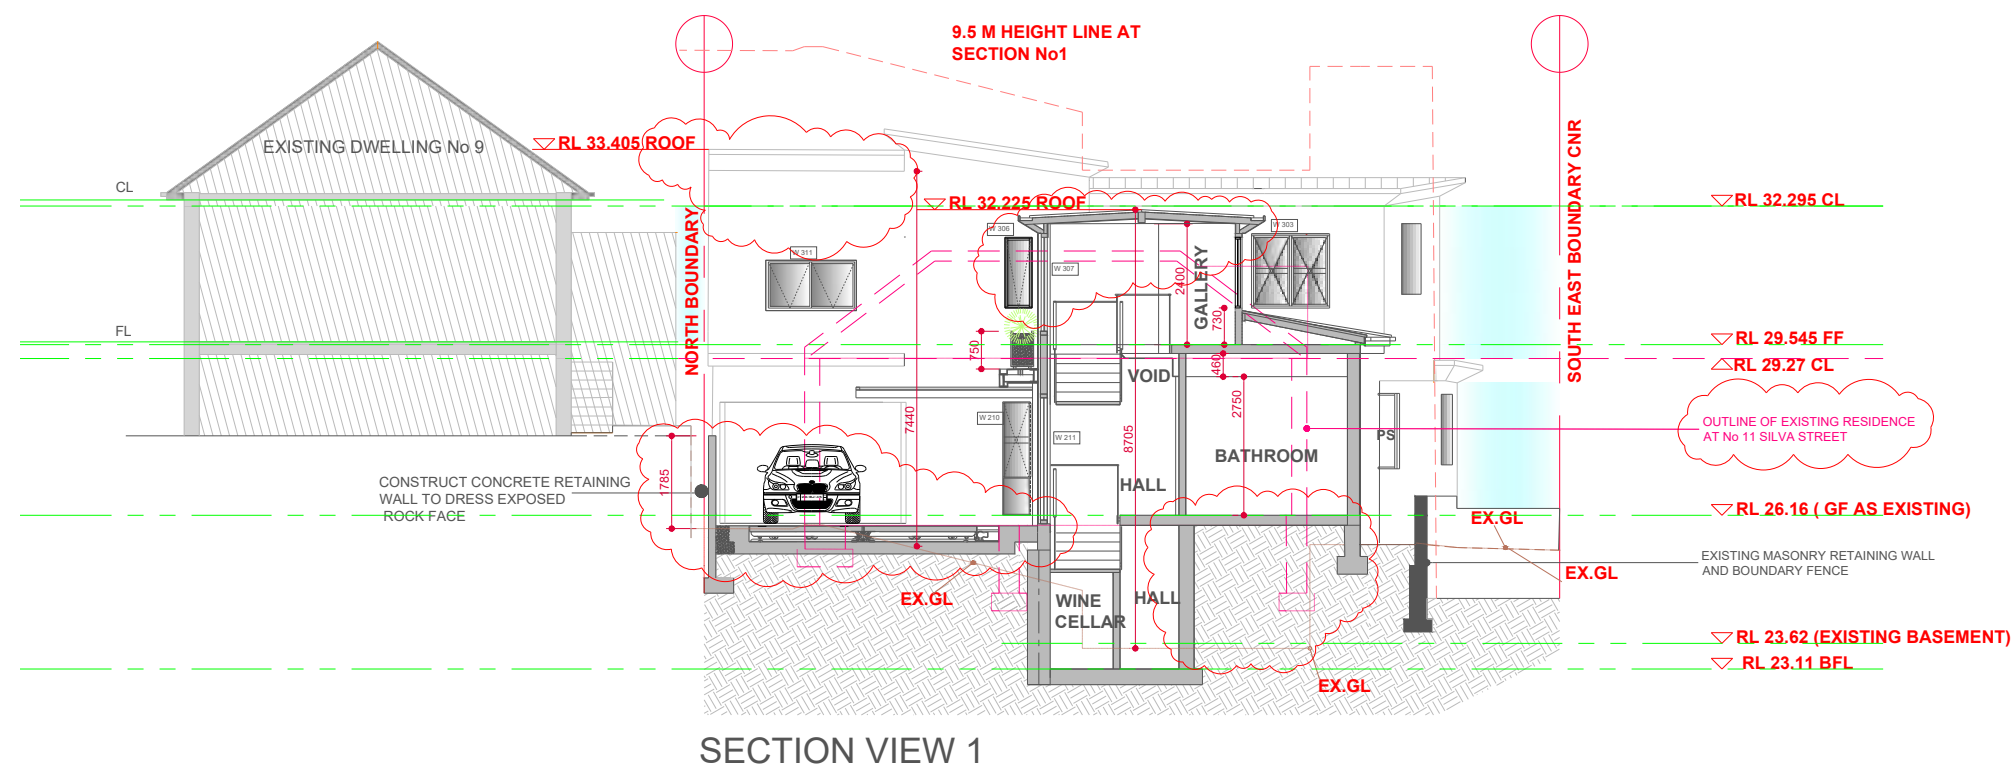 9.5 M HEIGHT LINE AT
SECTION No1
EXISTING DWELLING No 9
RL 33.405 ROOF
CL
RL 32.225 ROOF
RL 32.295 CL
NORTH BOUNDARY
SOUTH EAST BOUNDARY CNR
W 306
W 303
W 311
W 307
2400
GALLERY
730
FL
750
460
RL 29.545 FF
RL 29.27 CL
VOID
2750
7440
8705
W 210
W 211
PS
OUTLINE OF EXISTING RESIDENCE
AT No 11 SILVA STREET
BATHROOM
1785
CONSTRUCT CONCRETE RETAINING
WALL TO DRESS EXPOSED
ROCK FACE
HALL
RL 26.16 ( GF AS EXISTING)
EX.GL
EXISTING MASONRY RETAINING WALL
AND BOUNDARY FENCE
EX.GL
EX.GL
WINE
CELLAR
HALL
RL 23.62 (EXISTING BASEMENT)
RL 23.11 BFL
EX.GL
SECTION VIEW 1